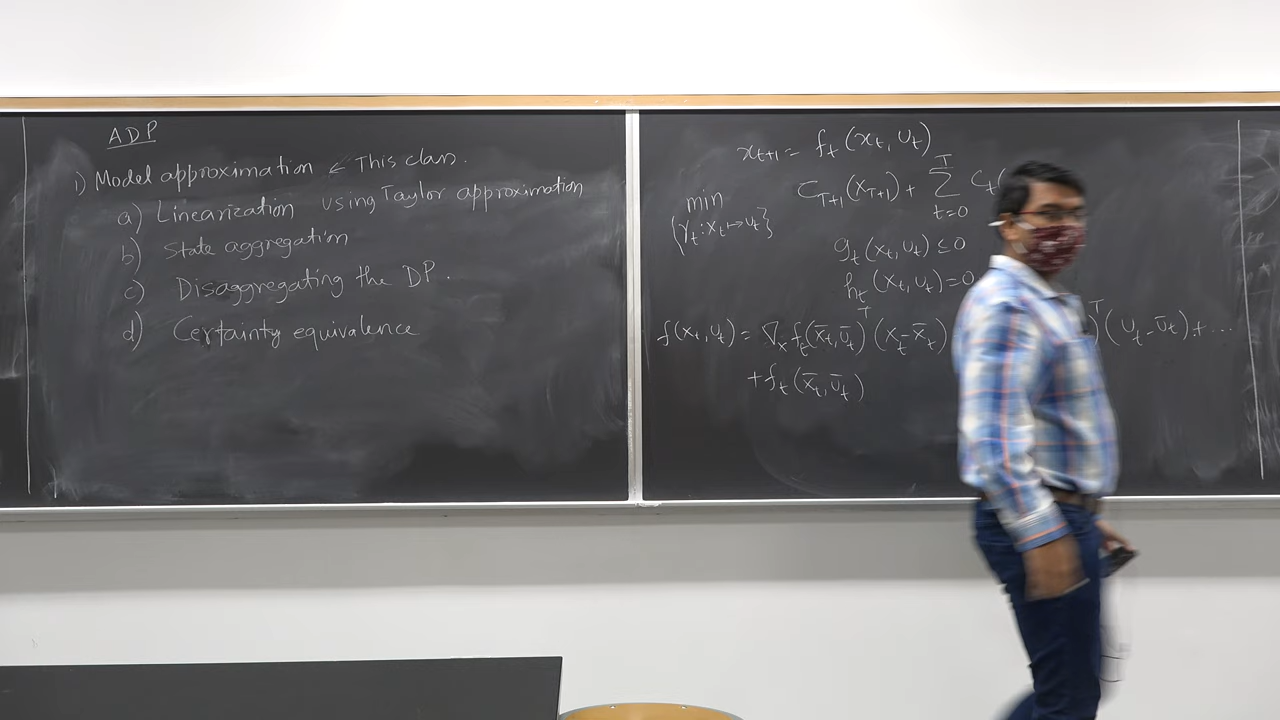 ADP
1) Model approximation ← This class.
a) Linearization using Taylor approximation
b) State aggregation
c) Disaggregating the DP.
d) Certainty equivalence
x_{t+1} = f_t(x_t, u_t)
min C_{T+1}(x_{T+1}) + Σ_{t=0}^{T} C_t(
{γ_t : x_t ↦ u_t}
g_t(x_t, u_t) ≤ 0
h_t(x_t, u_t) = 0
f(x_t, u_t) = ∇_x f_t(x̄_t, ū_t)^T (x_t - x̄_t) )^T (u_t - ū_t) + ...
+ f_t(x̄_t, ū_t)